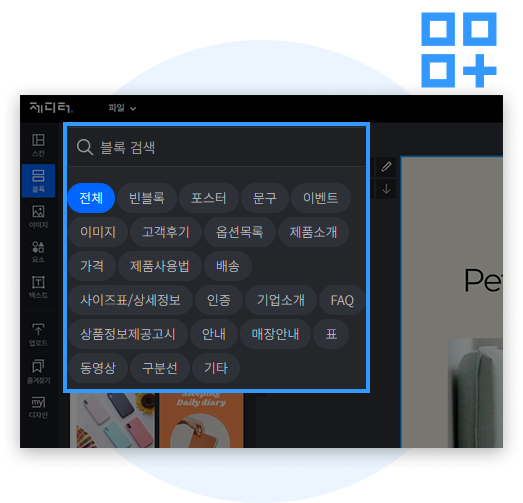 제디터.
파일
블록 검색
스킨
블록
이미지
요소
텍스트
업로드
즐겨찾기
my
디자인
전체 빈블록 포스터 문구 이벤트
이미지 고객후기 옵션목록 제품소개
가격 제품사용법 배송
사이즈표/상세정보 인증 기업소개 FAQ
상품정보제공고시 안내 매장안내 표
동영상 구분선 기타
Daily diary
Pet